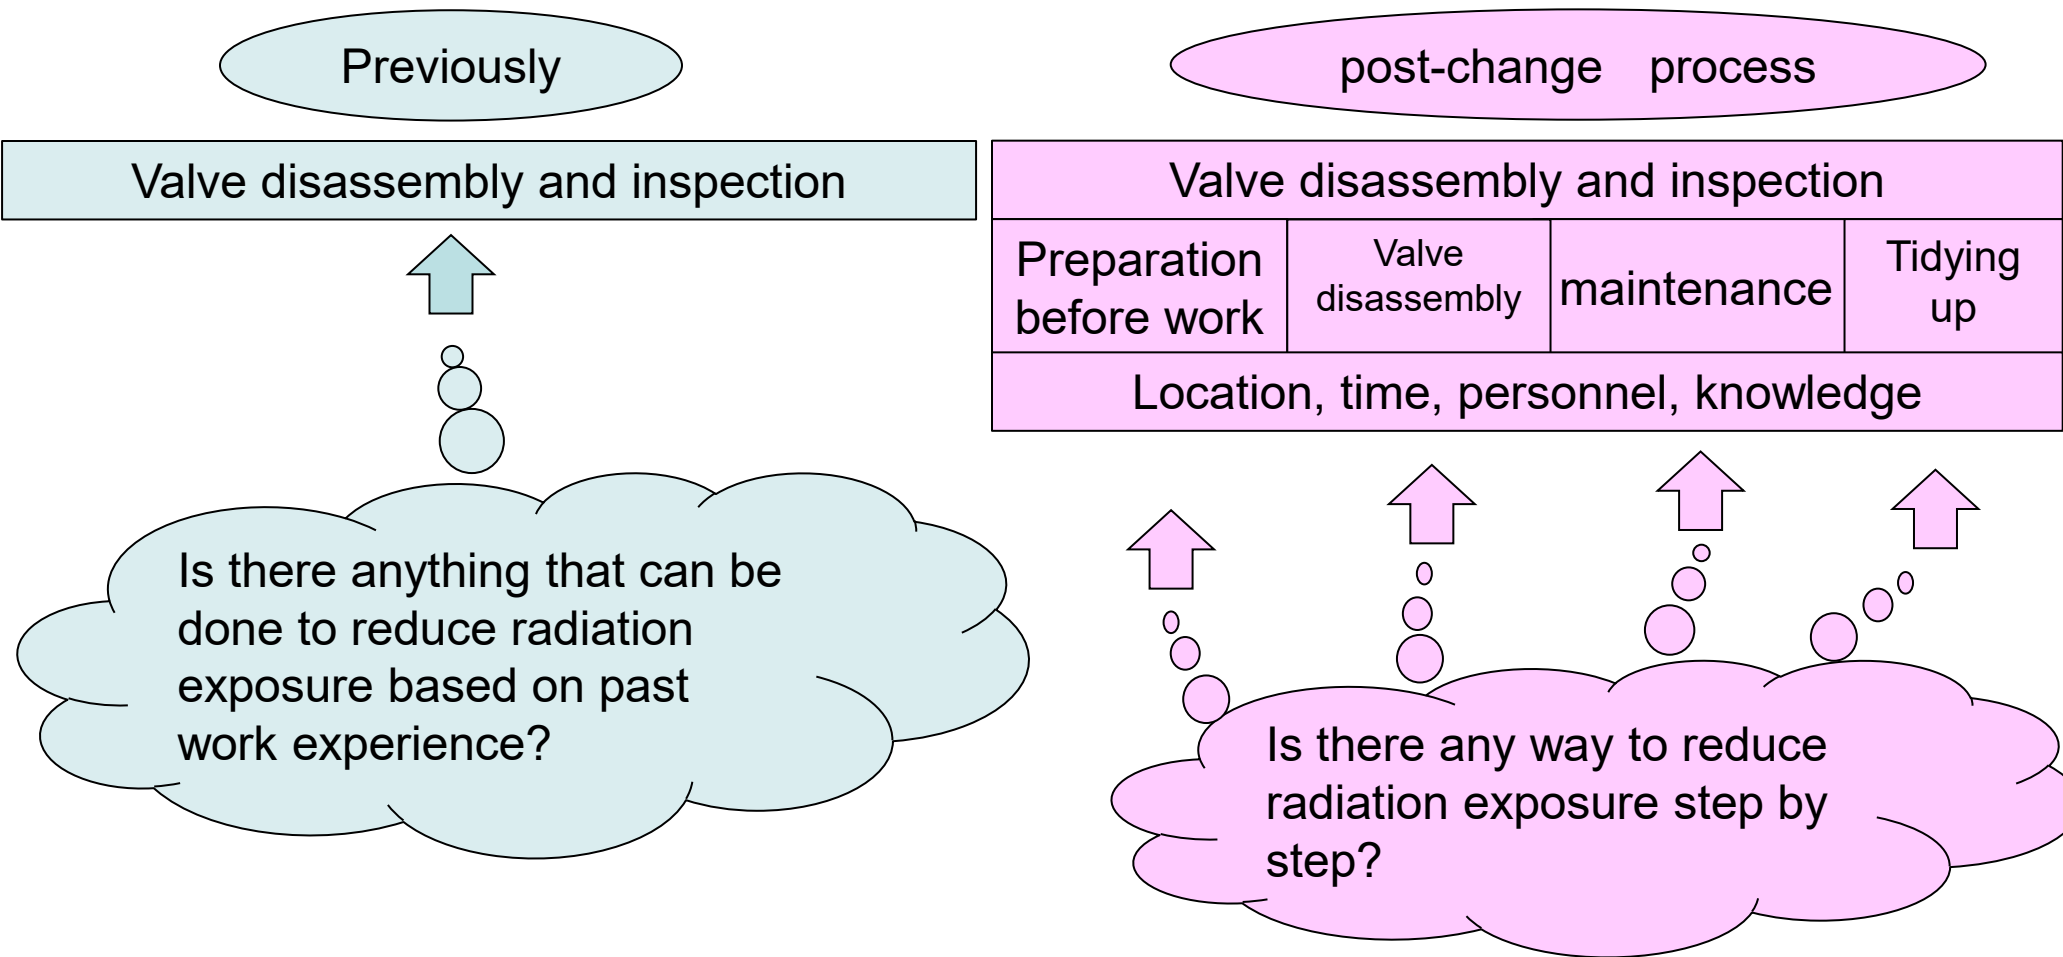 Previously
Valve disassembly and inspection
Is there anything that can be
done to reduce radiation
exposure based on past
work experience?
post-change process
Valve disassembly and inspection
Preparation
before work
Valve
disassembly
maintenance
Tidying
up
Location, time, personnel, knowledge
Is there any way to reduce
radiation exposure step by
step?